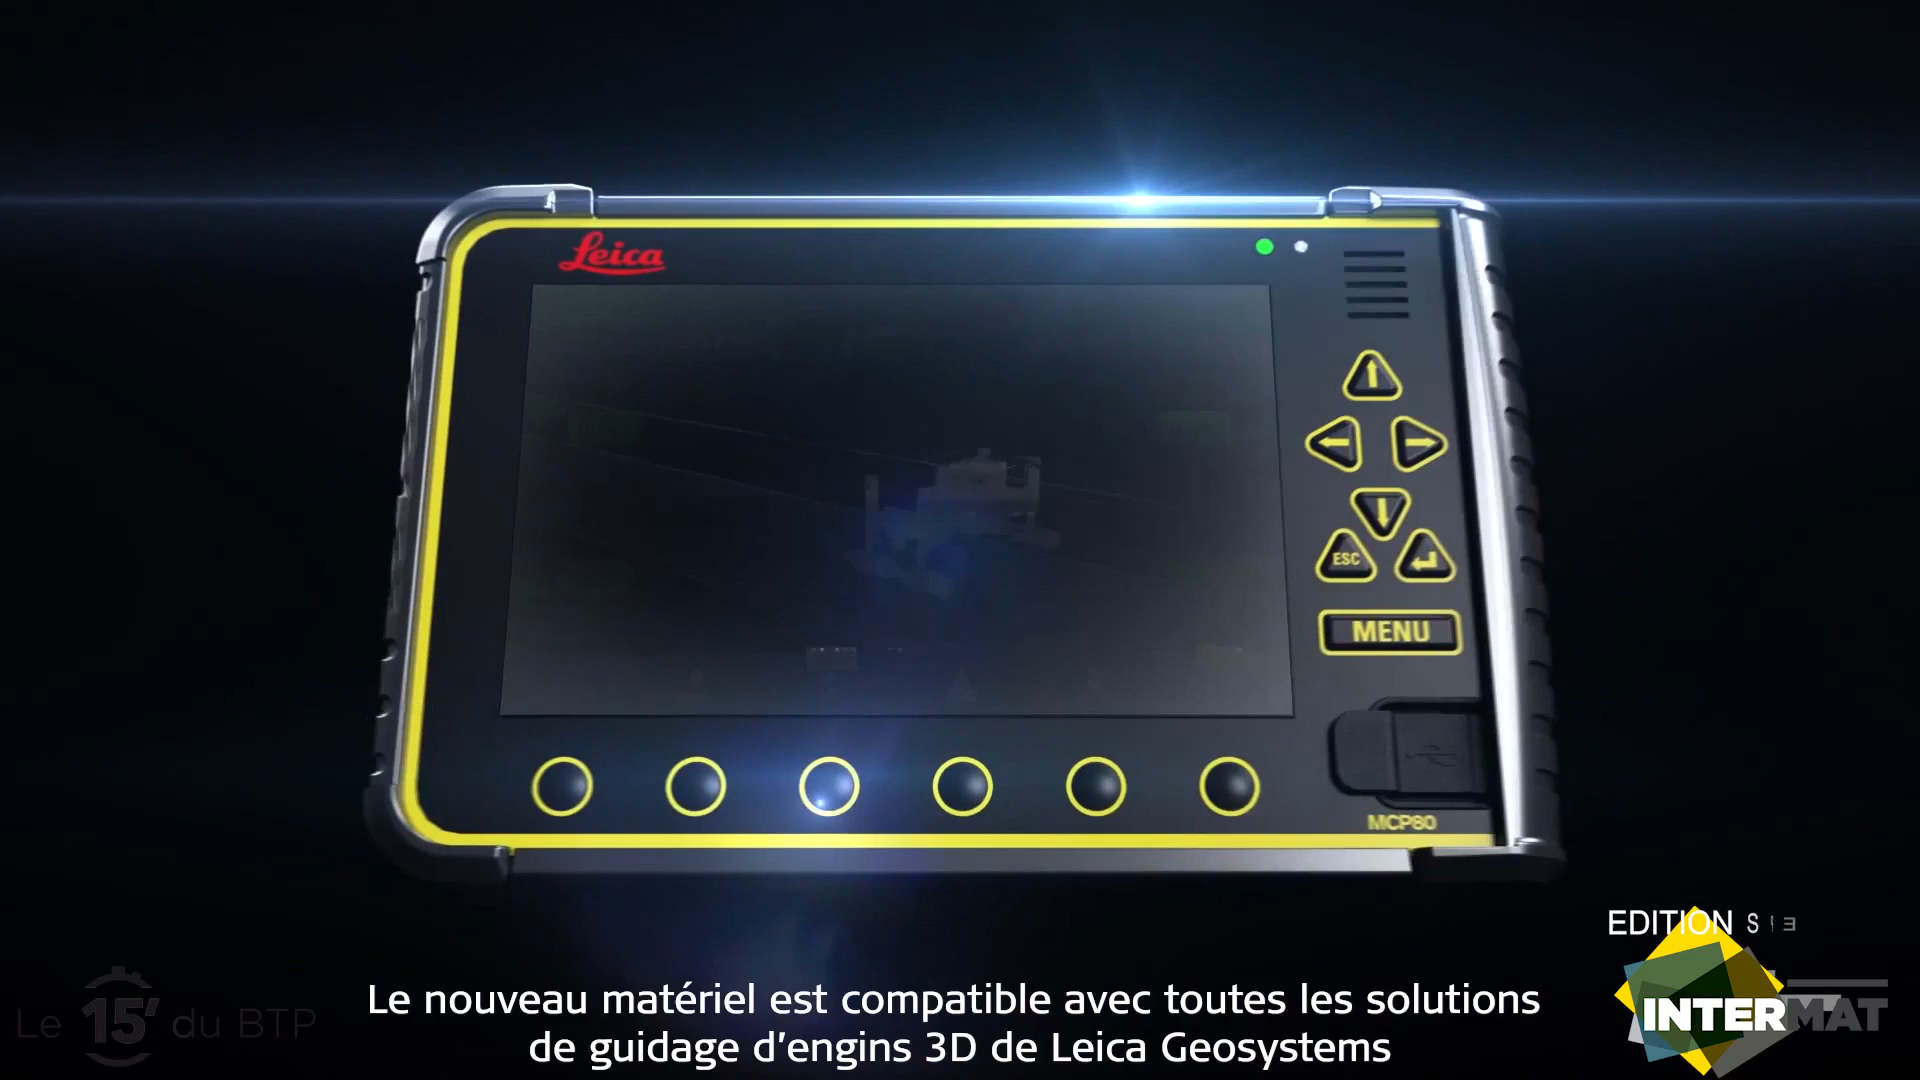 Leica
ESC
MENU
MCP80
EDITION
INTERMAT
Le 15' du BTP
Le nouveau matériel est compatible avec toutes les solutions
de guidage d'engins 3D de Leica Geosystems